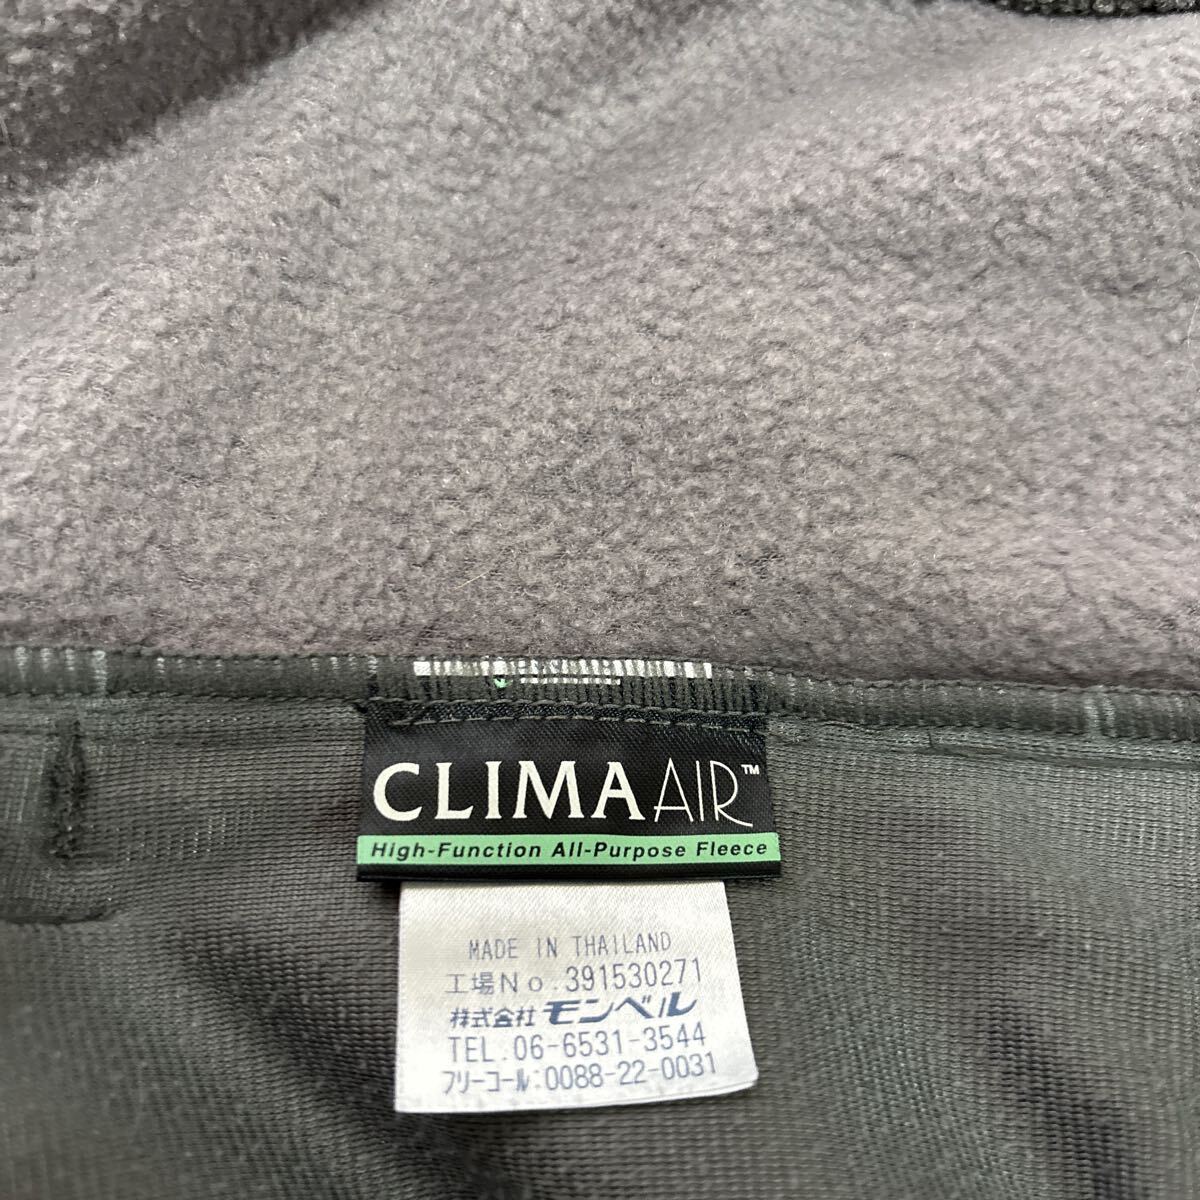 CLIMAAIR™
High-Function All-Purpose Fleece
MADE IN THAILAND
工場No.391530271
株式会社 モンベル
TEL.06-6531-3544
フリーコール:0088-22-0031